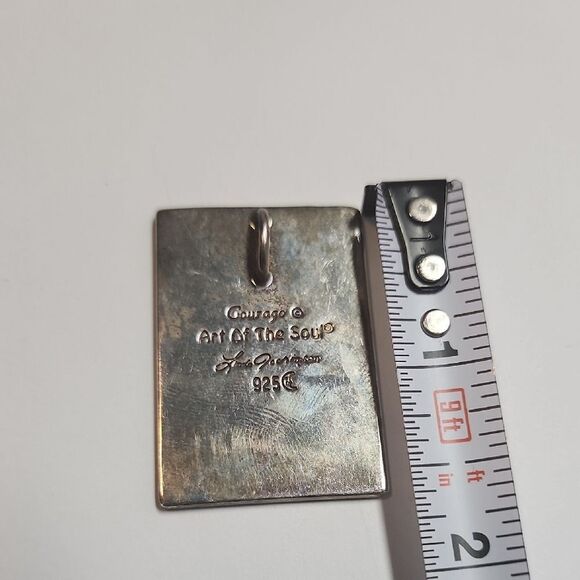 Courage ©
Art Of The Soul
925
1
9ft
ft
in
2